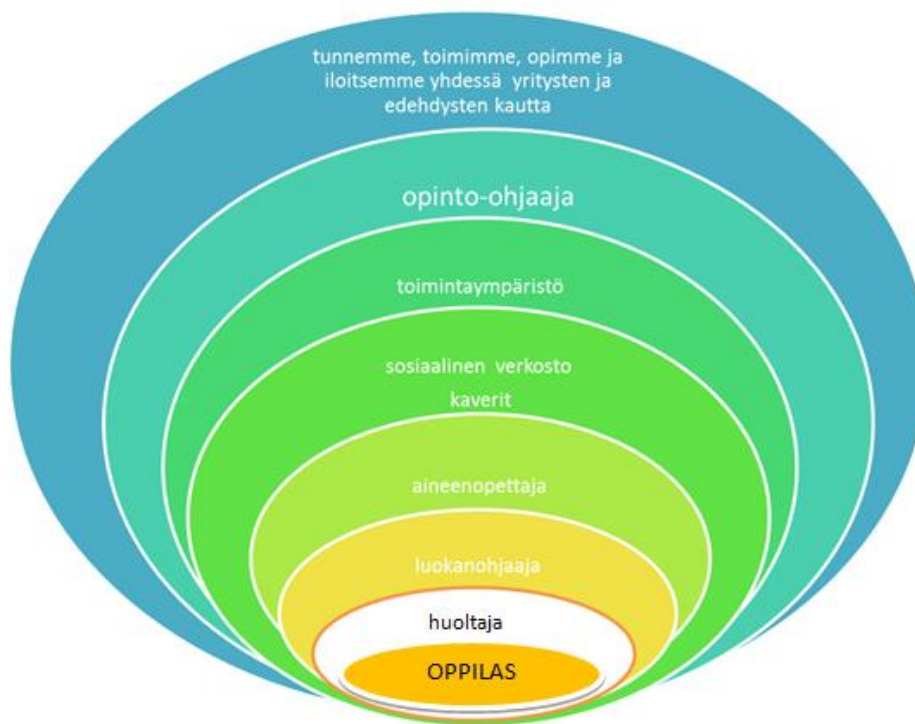 tunnemme, toimimme, opimme ja
iloitsemme yhdessä yritysten ja
edehdysten kautta
opinto-ohjaaja
toimintaympäristö
sosiaalinen verkosto
kaverit
aineenopettaja
luokanohjaaja
huoltaja
OPPILAS